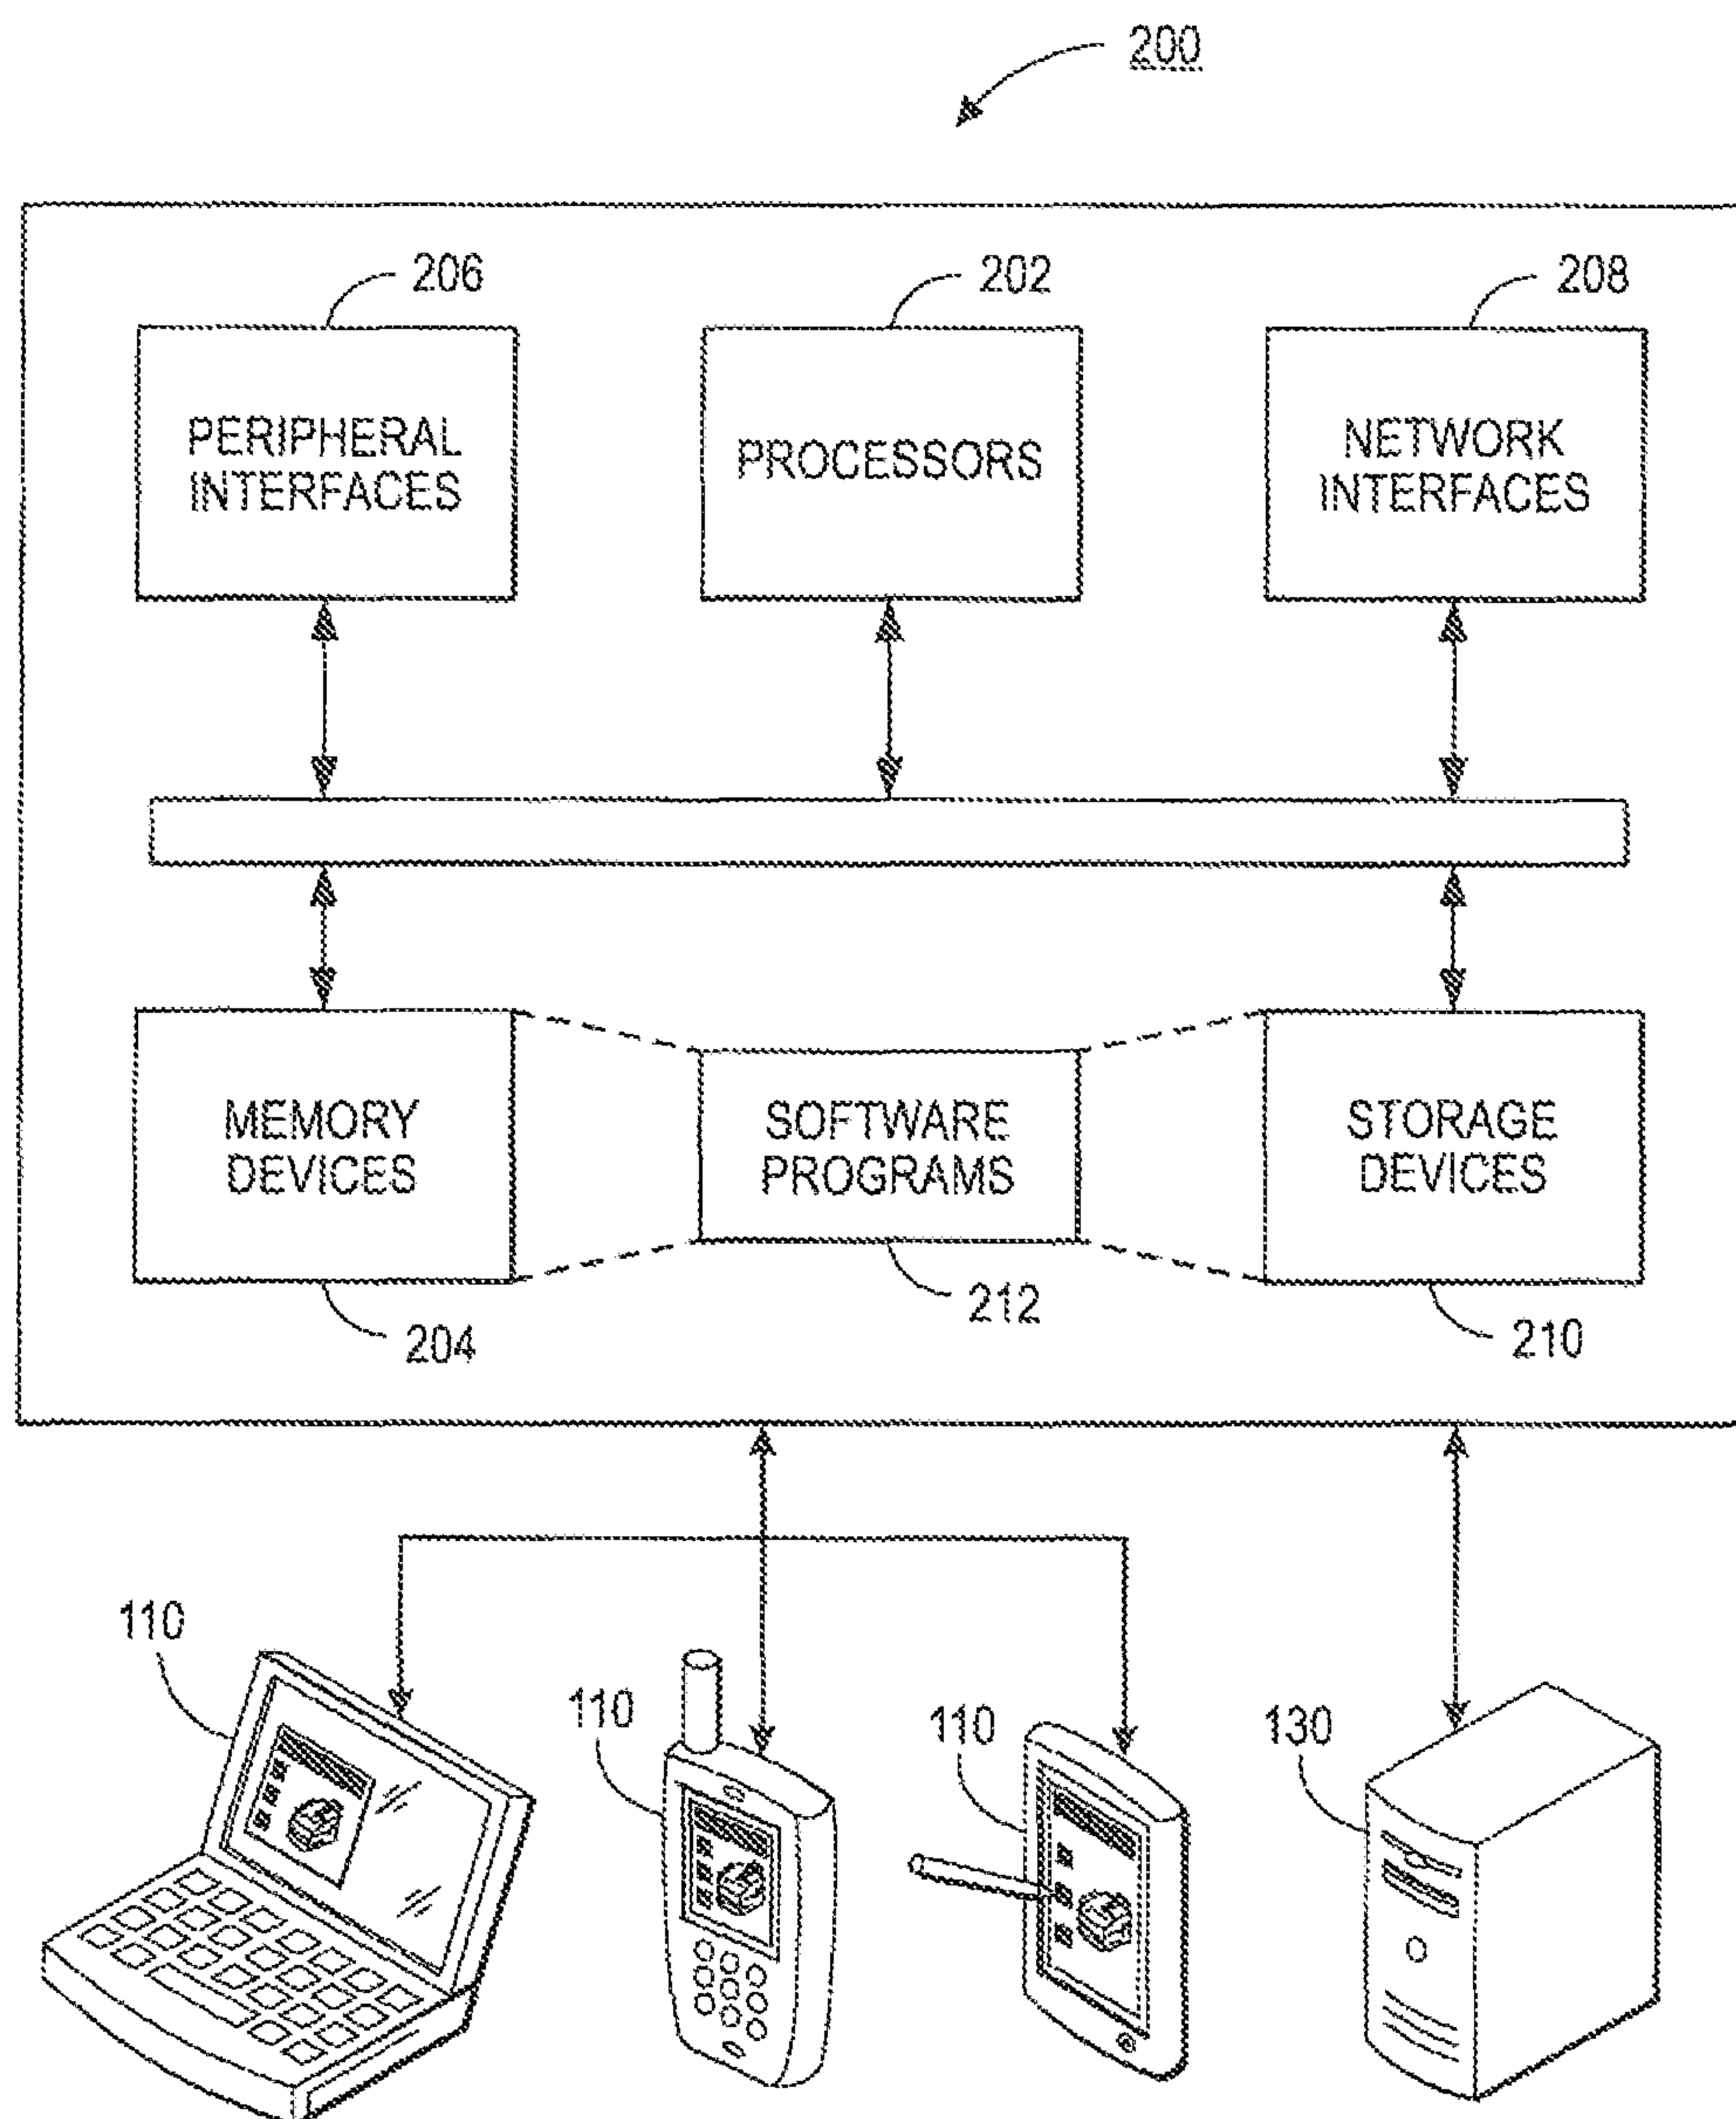 200
206
202
208
PERIPHERAL
INTERFACES
PROCESSORS
NETWORK
INTERFACES
MEMORY
DEVICES
SOFTWARE
PROGRAMS
STORAGE
DEVICES
204
212
210
110
110
110
130